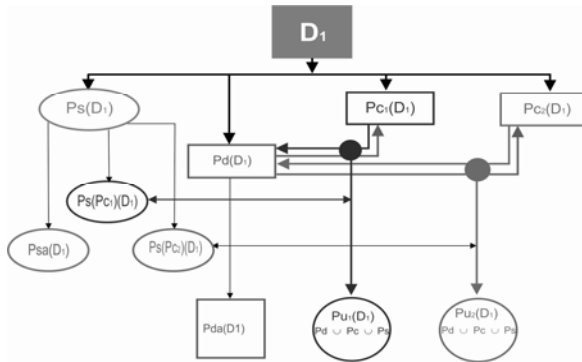 D₁
Ps(D₁)
Pc₁(D₁)
Pc₂(D₁)
Pd(D₁)
Ps(Pc₁)(D₁)
Psa(D₁)
Ps(Pc₂)(D₁)
Pda(D1)
Pu₁(D₁)
Pd ∪ Pc ∪ Ps
Pu₂(D₁)
Pd ∪ Pc ∪ Ps